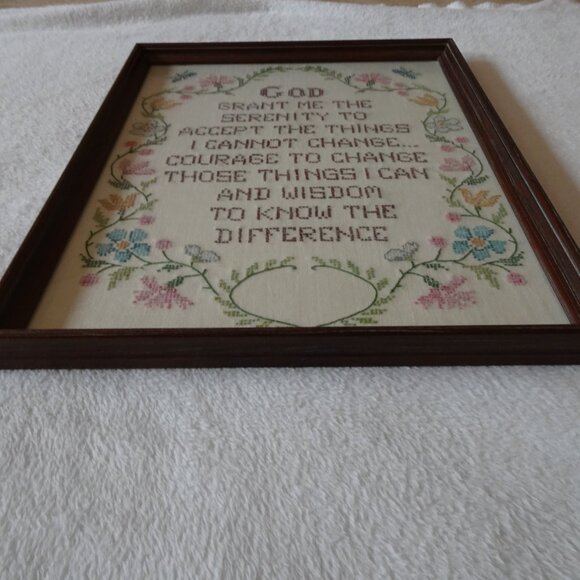 GOD
GRANT ME THE
SERENITY TO
ACCEPT THE THINGS
I CANNOT CHANGE...
COURAGE TO CHANGE
THOSE THINGS I CAN
AND WISDOM
TO KNOW THE
DIFFERENCE